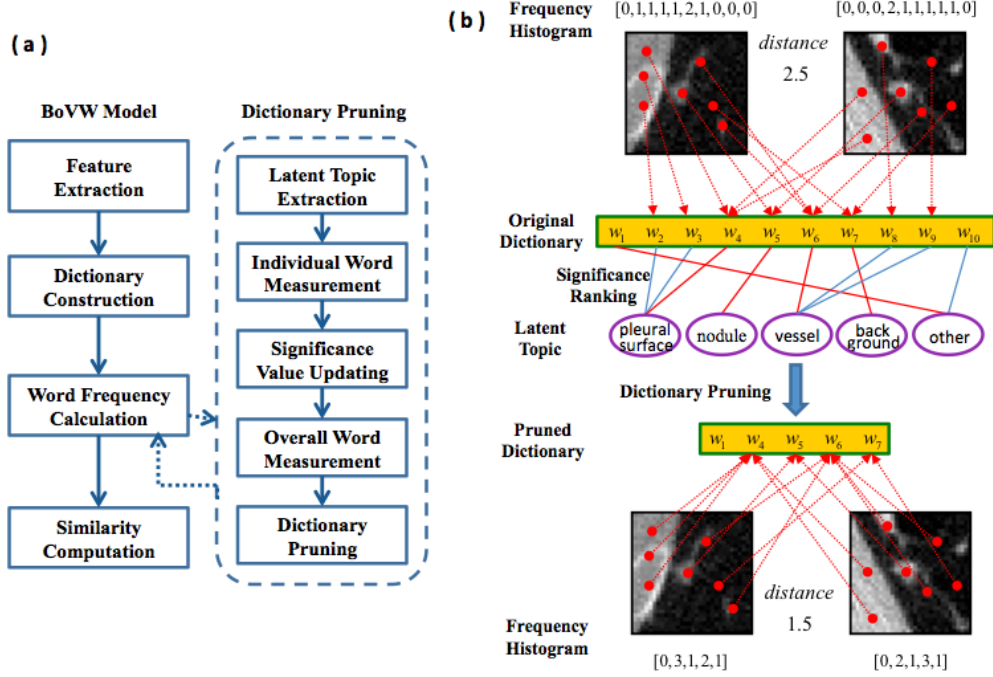 ( a )
BoVW Model
Feature
Extraction
Dictionary
Construction
Word Frequency
Calculation
Similarity
Computation
Dictionary Pruning
Latent Topic
Extraction
Individual Word
Measurement
Significance
Value Updating
Overall Word
Measurement
Dictionary
Pruning
( b )
Frequency
Histogram
[0,1,1,1,1,2,1,0,0,0]
[0,0,0,2,1,1,1,1,1,0]
distance
2.5
Original
Dictionary
w1 w2 w3 w4 w5 w6 w7 w8 w9 w10
Significance
Ranking
Latent
Topic
pleural
surface
nodule
vessel
back
ground
other
Dictionary Pruning
Pruned
Dictionary
w1 w4 w5 w6 w7
distance
1.5
Frequency
Histogram
[0,3,1,2,1]
[0,2,1,3,1]